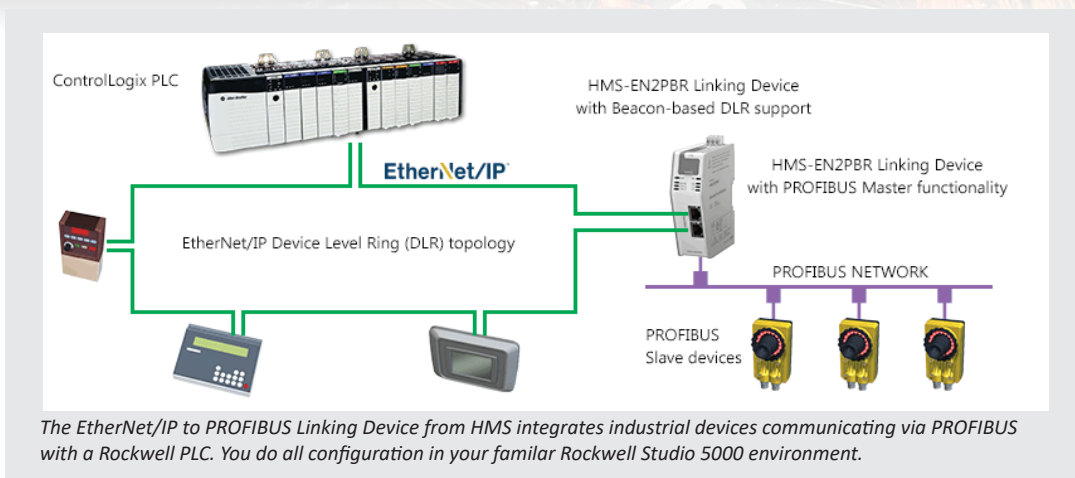 ControlLogix PLC
HMS-EN2PBR Linking Device
with Beacon-based DLR support
EtherNet/IP
HMS-EN2PBR Linking Device
with PROFIBUS Master functionality
EtherNet/IP Device Level Ring (DLR) topology
PROFIBUS NETWORK
PROFIBUS
Slave devices
The EtherNet/IP to PROFIBUS Linking Device from HMS integrates industrial devices communicating via PROFIBUS
with a Rockwell PLC. You do all configuration in your familar Rockwell Studio 5000 environment.